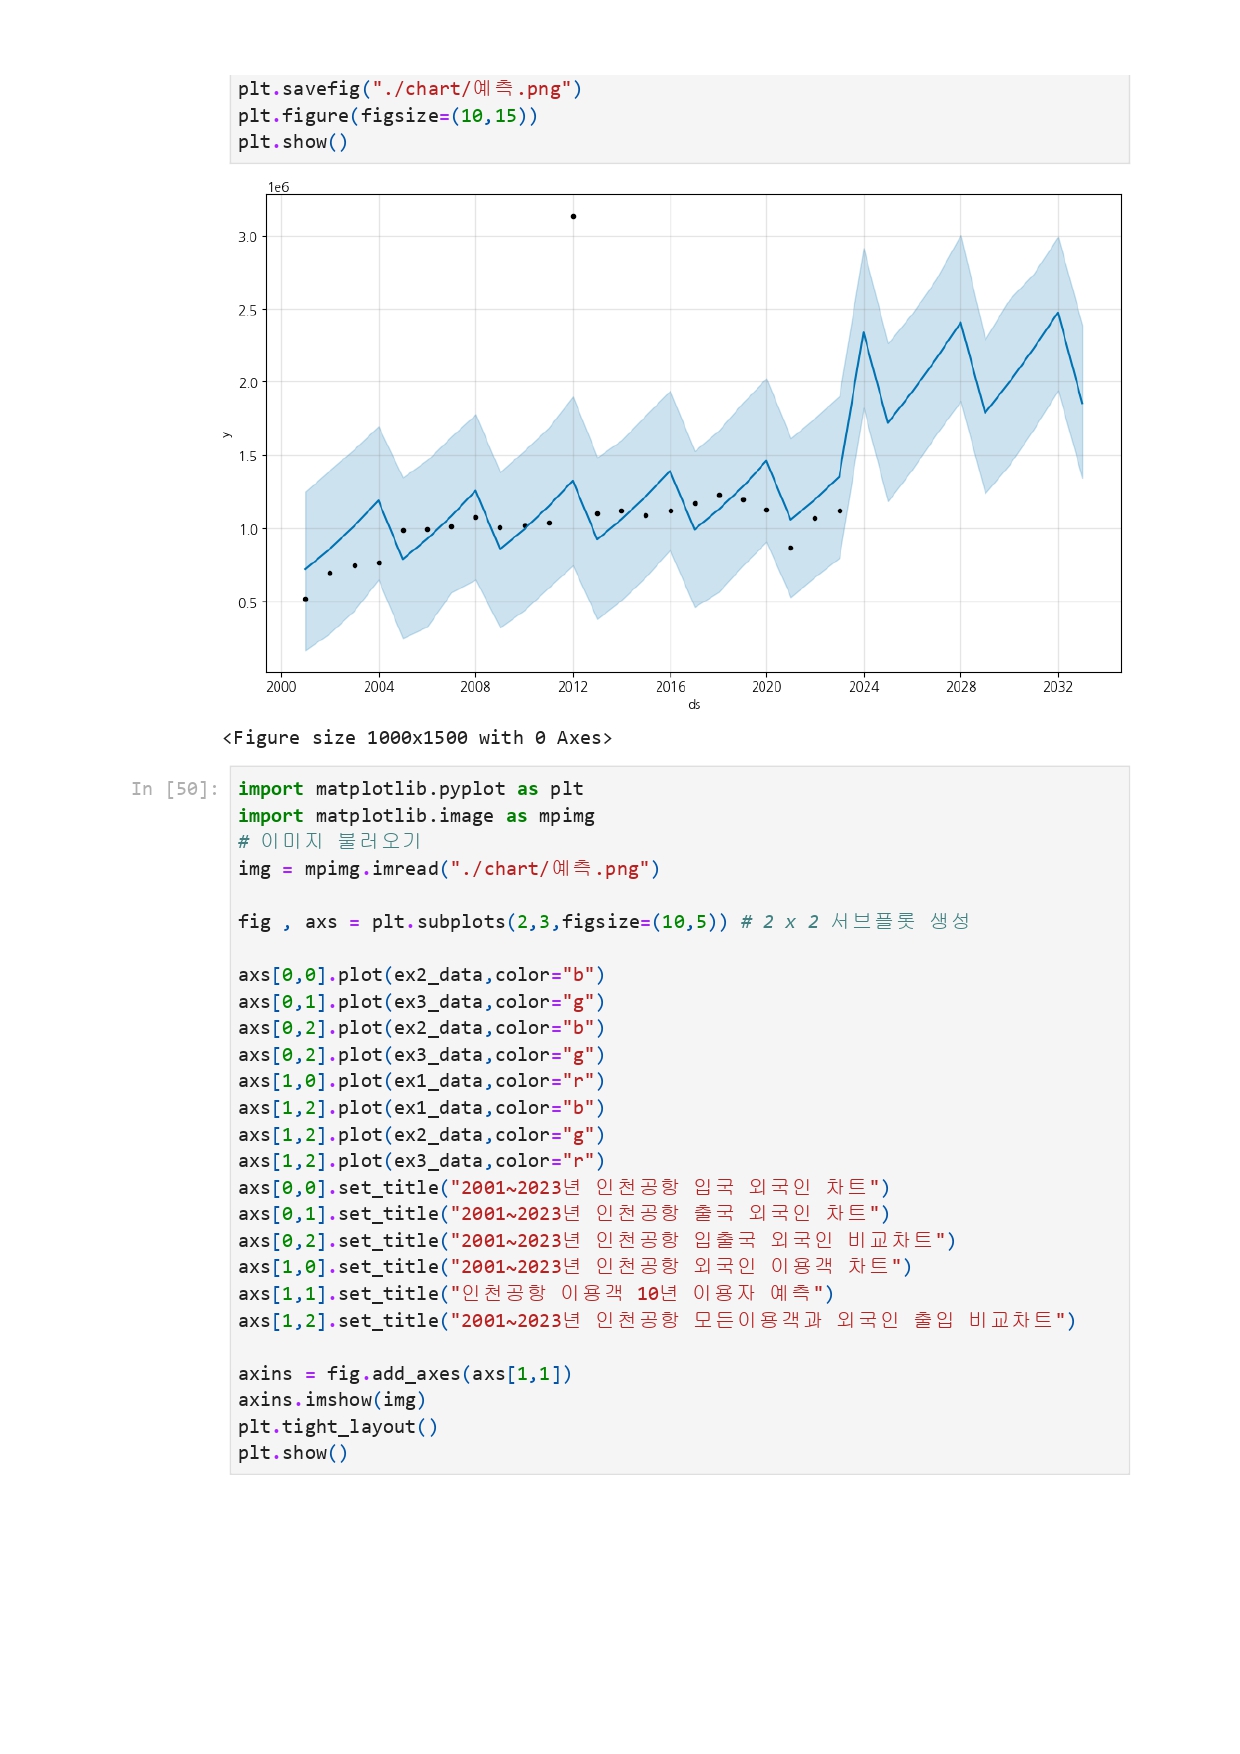 plt.savefig("./chart/예측.png")
plt.figure(figsize=(10,15))
plt.show()
1e6
3.0
2.5
2.0
1.5
1.0
0.5
y
2000 2004 2008 2012 2016 2020 2024 2028 2032
ds
<Figure size 1000x1500 with 0 Axes>
In [50]:
import matplotlib.pyplot as plt
import matplotlib.image as mpimg
# 이미지 불러오기
img = mpimg.imread("./chart/예측.png")
fig , axs = plt.subplots(2,3,figsize=(10,5)) # 2 x 2 서브플롯 생성
axs[0,0].plot(ex2_data,color="b")
axs[0,1].plot(ex3_data,color="g")
axs[0,2].plot(ex2_data,color="b")
axs[0,2].plot(ex3_data,color="g")
axs[1,0].plot(ex1_data,color="r")
axs[1,2].plot(ex1_data,color="b")
axs[1,2].plot(ex2_data,color="g")
axs[1,2].plot(ex3_data,color="r")
axs[0,0].set_title("2001~2023년 인천공항 입국 외국인 차트")
axs[0,1].set_title("2001~2023년 인천공항 출국 외국인 차트")
axs[0,2].set_title("2001~2023년 인천공항 입출국 외국인 비교차트")
axs[1,0].set_title("2001~2023년 인천공항 외국인 이용객 차트")
axs[1,1].set_title("인천공항 이용객 10년 이용자 예측")
axs[1,2].set_title("2001~2023년 인천공항 모든이용객과 외국인 출입 비교차트")
axins = fig.add_axes(axs[1,1])
axins.imshow(img)
plt.tight_layout()
plt.show()